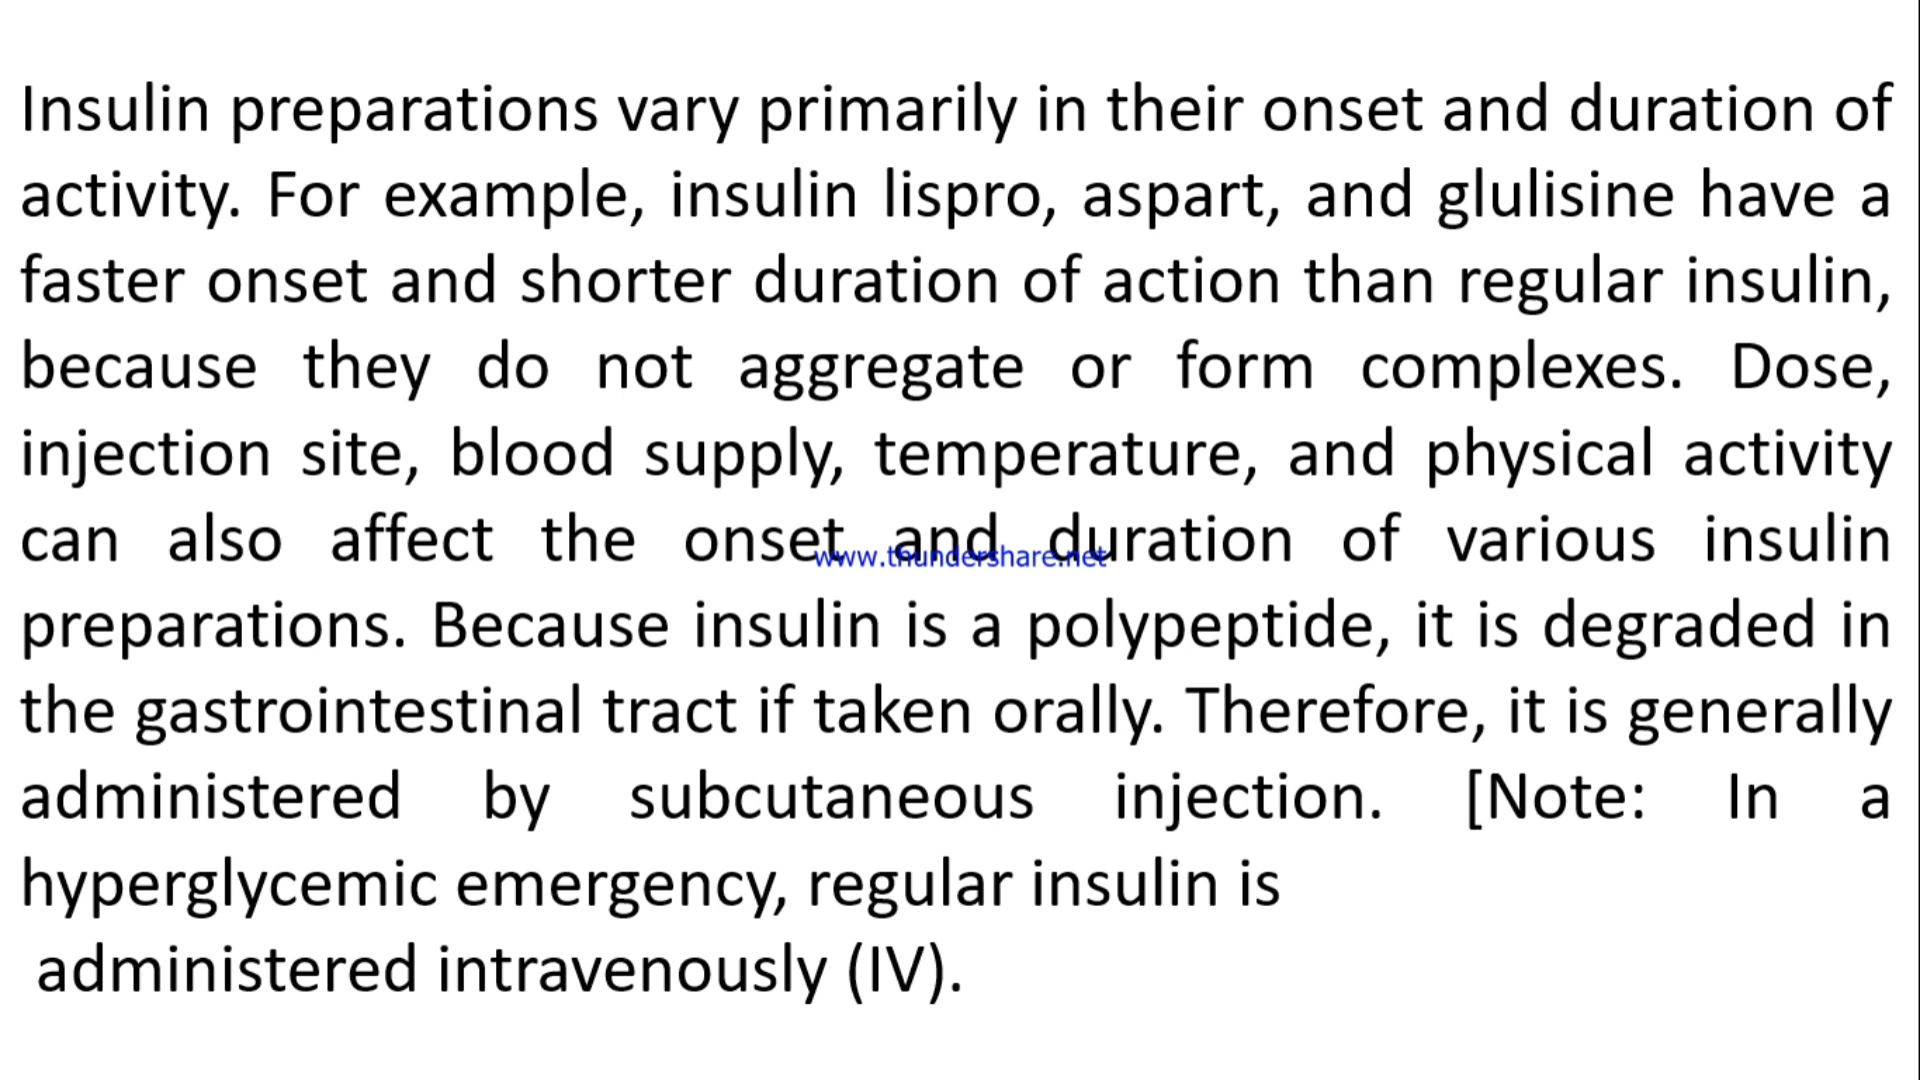 Insulin preparations vary primarily in their onset and duration of
activity. For example, insulin lispro, aspart, and glulisine have a
faster onset and shorter duration of action than regular insulin,
because they do not aggregate or form complexes. Dose,
injection site, blood supply, temperature, and physical activity
can also affect the onset and duration of various insulin
www.thundershare.net
preparations. Because insulin is a polypeptide, it is degraded in
the gastrointestinal tract if taken orally. Therefore, it is generally
administered by subcutaneous injection. [Note: In a
hyperglycemic emergency, regular insulin is
administered intravenously (IV).